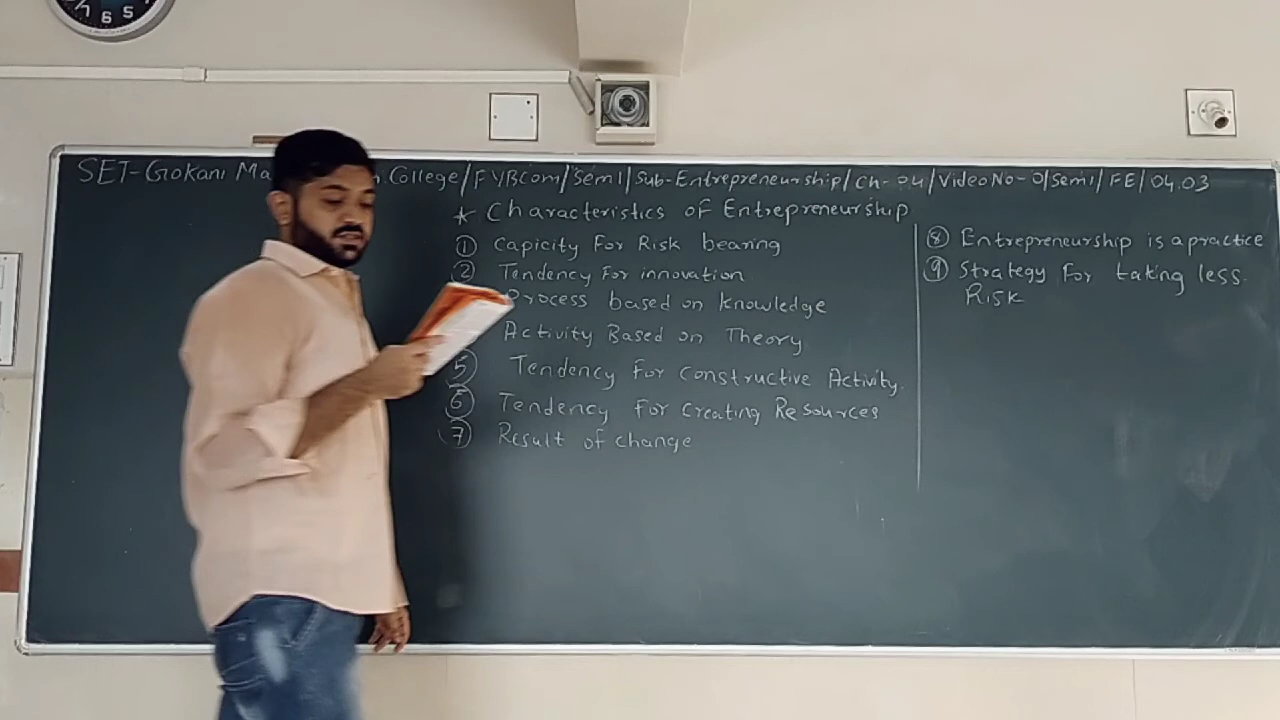 SET-Gokani Ma College/FYBCom/Sem1/Sub-Entrepreneurship/Ch-04/Video No-01/Sem1/FE/04.03
* Characteristics of Entrepreneurship
① Capicity For Risk bearing
② Tendency For innovation
Process based on knowledge
Activity Based on Theory
⑤ Tendency For Constructive Activity.
⑥ Tendency For Creating Resources
⑦ Result of change
⑧ Entrepreneurship is a practice
⑨ Strategy For taking less
Risk